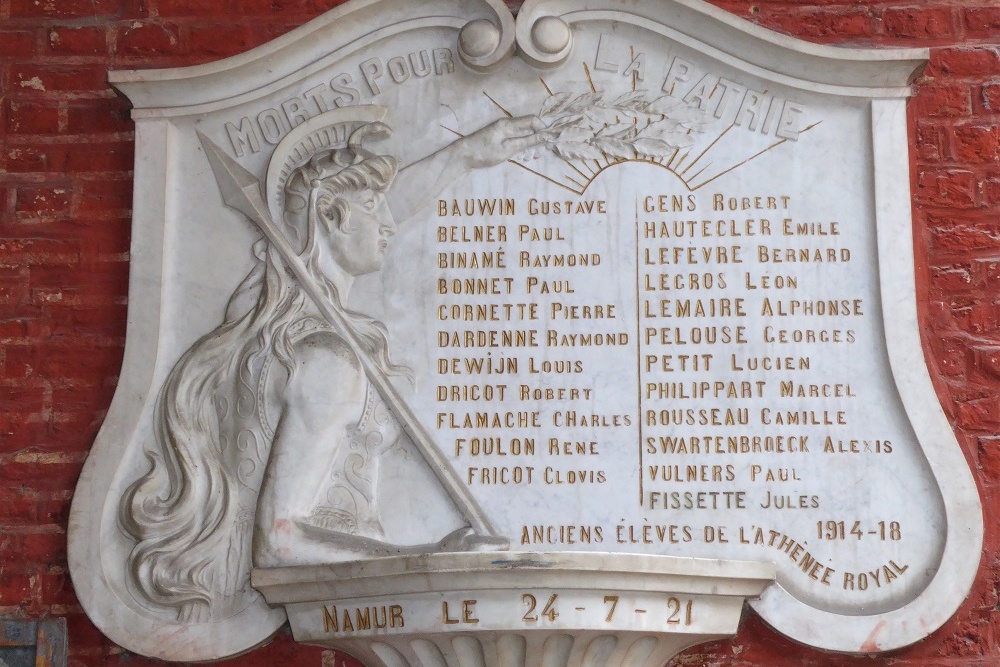 MORTS POUR LA PATRIE
BAUVVIN GUSTAVE
BELNER PAUL
BINAMÉ RAYMOND
BONNET PAUL
CORNETTE PIERRE
DARDENNE RAYMOND
DEWIJN LOUIS
DRICOT ROBERT
FLAMACHE CHARLES
FOULON RENE
FRICOT CLOVIS
GENS ROBERT
HAUTECLER EMILE
LEFÈVRE BERNARD
LEGROS LÉON
LEMAIRE ALPHONSE
PELOUSE GEORGES
PETIT LUCIEN
PHILIPPART MARCEL
ROUSSEAU CAMILLE
SWARTENBROECK ALEXIS
VULNERS PAUL
FISSETTE JULES
ANCIENS ÉLÈVES DE L'ATHÈNÉE ROYAL
1914-18
NAMUR LE 24-7-21